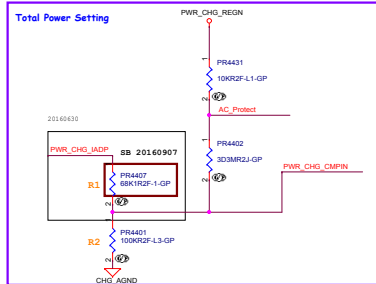 Total Power Setting
PWR_CHG_REGN
1
PR4431
10KR2F-L1-GP
2
AC_Protect
20160630
SB 20160907
1
PR4402
3D3MR2J-GP
2
PWR_CHG_IADP
PWR_CHG_CMPIN
1
R1
PR4407
68K1R2F-1-GP
2
1
R2
PR4401
100KR2F-L3-GP
2
CHG_AGND